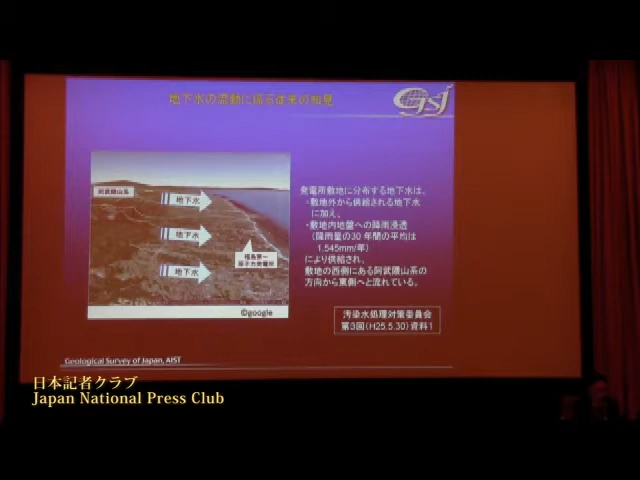 地下水の流動に係る従来の知見
GSJ
阿武隈山系
地下水
地下水
地下水
福島第一
原子力発電所
©google
発電所敷地に分布する地下水は、
・敷地外から供給される地下水
に加え、
・敷地内地盤への降雨浸透
(降雨量の30年間の平均は
1,545mm/年)
により供給され、
敷地の西側にある阿武隈山系の
方向から東側へと流れている。
汚染水処理対策委員会
第3回(H25.5.30)資料1
Geological Survey of Japan, AIST
日本記者クラブ
Japan National Press Club